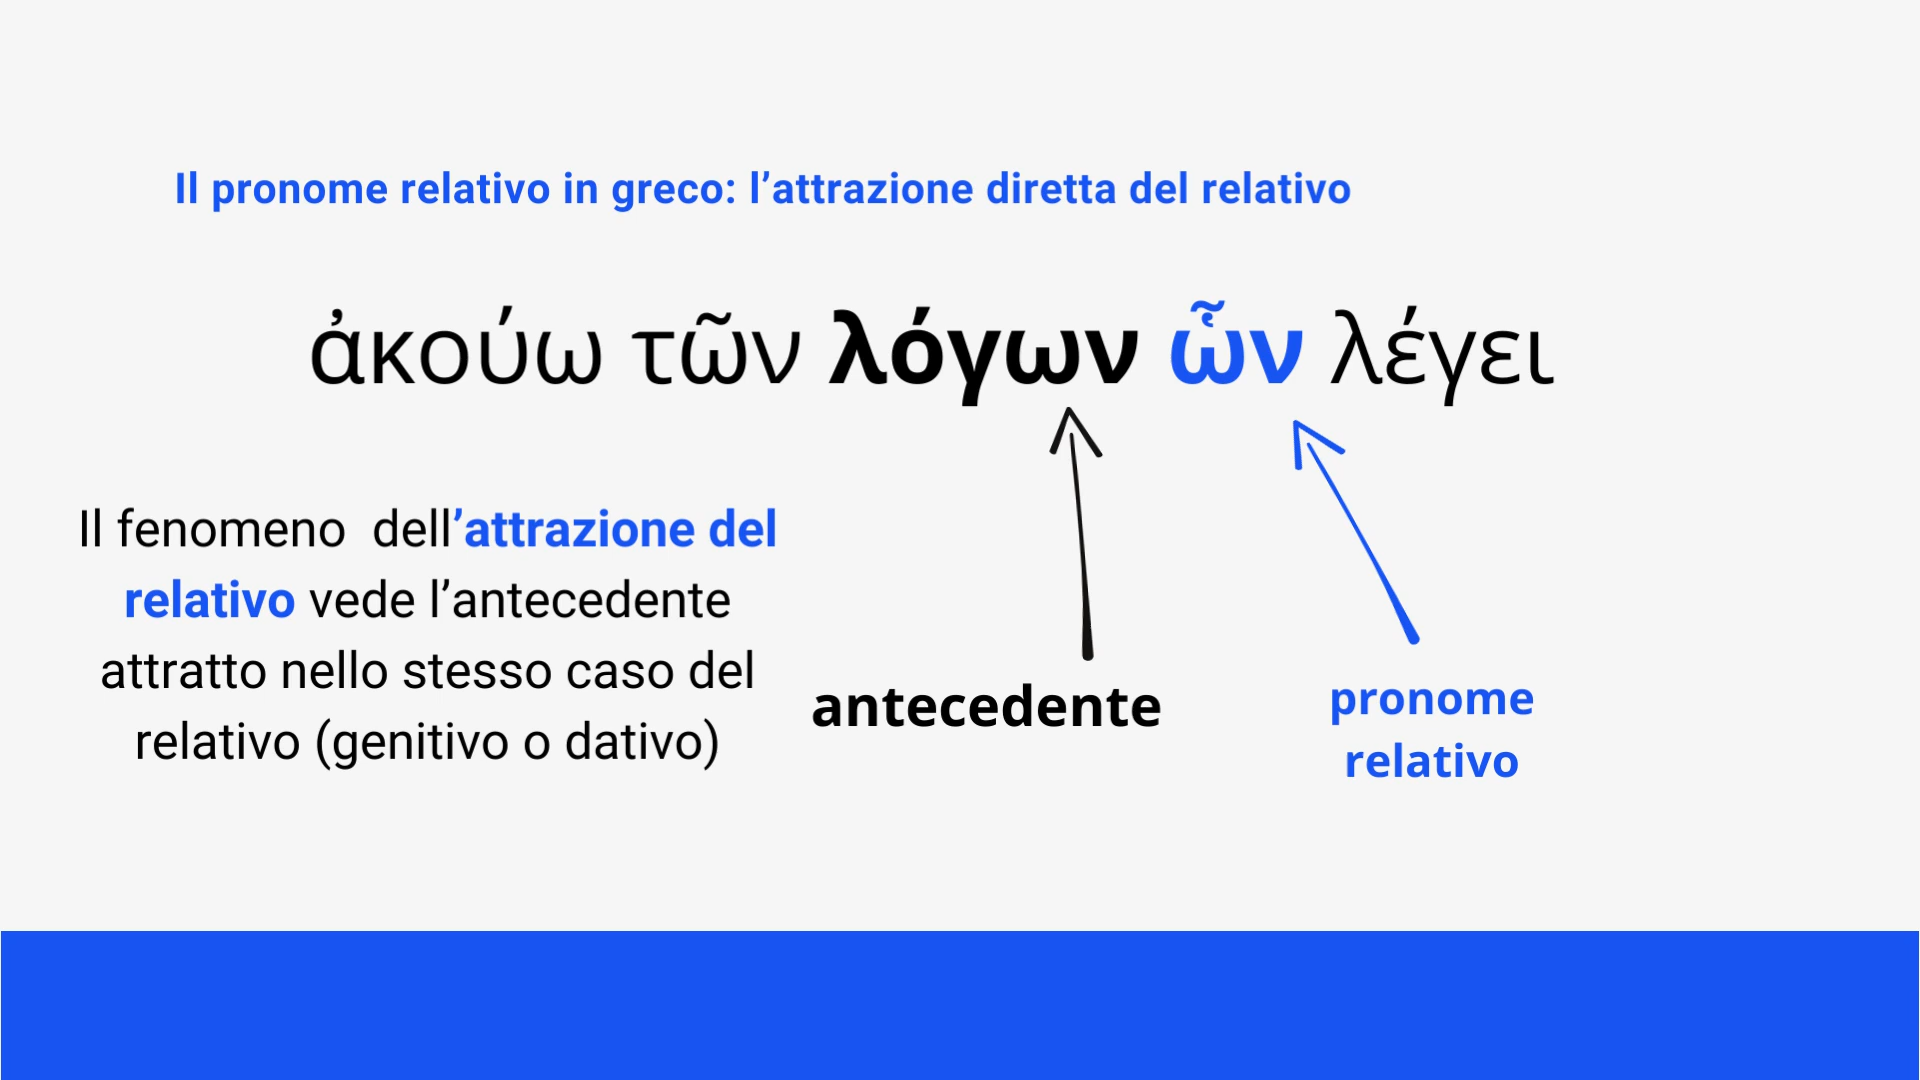 Il pronome relativo in greco: l’attrazione diretta del relativo
ἀκούω τῶν λόγων ὧν λέγει
Il fenomeno  dell’attrazione del
relativo vede l’antecedente
attratto nello stesso caso del
relativo (genitivo o dativo)
antecedente
pronome
relativo